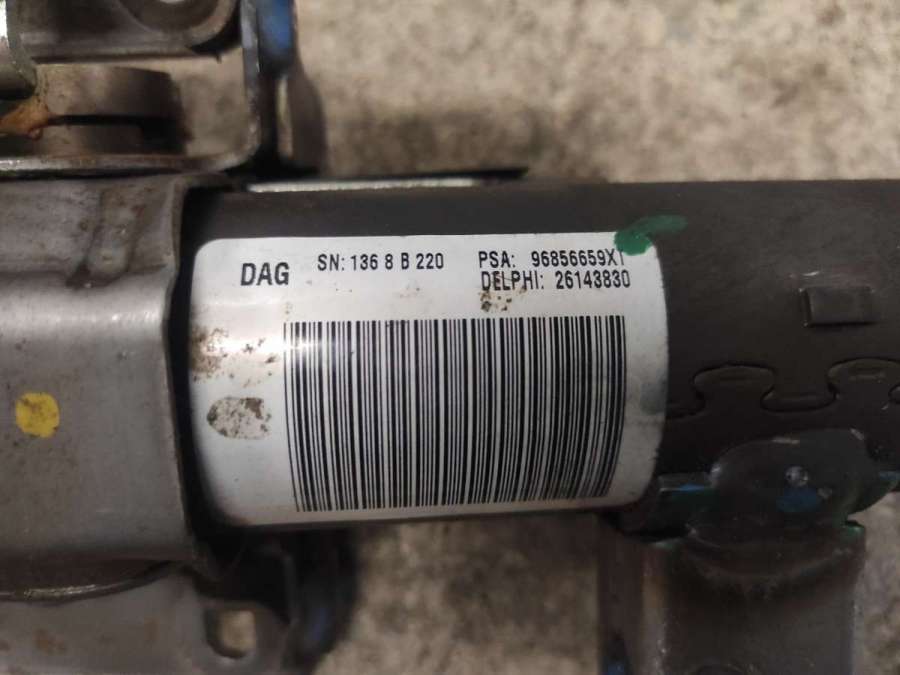 DAG SN: 136 8 B 220 PSA: 96856659XT
DELPHI: 26143830